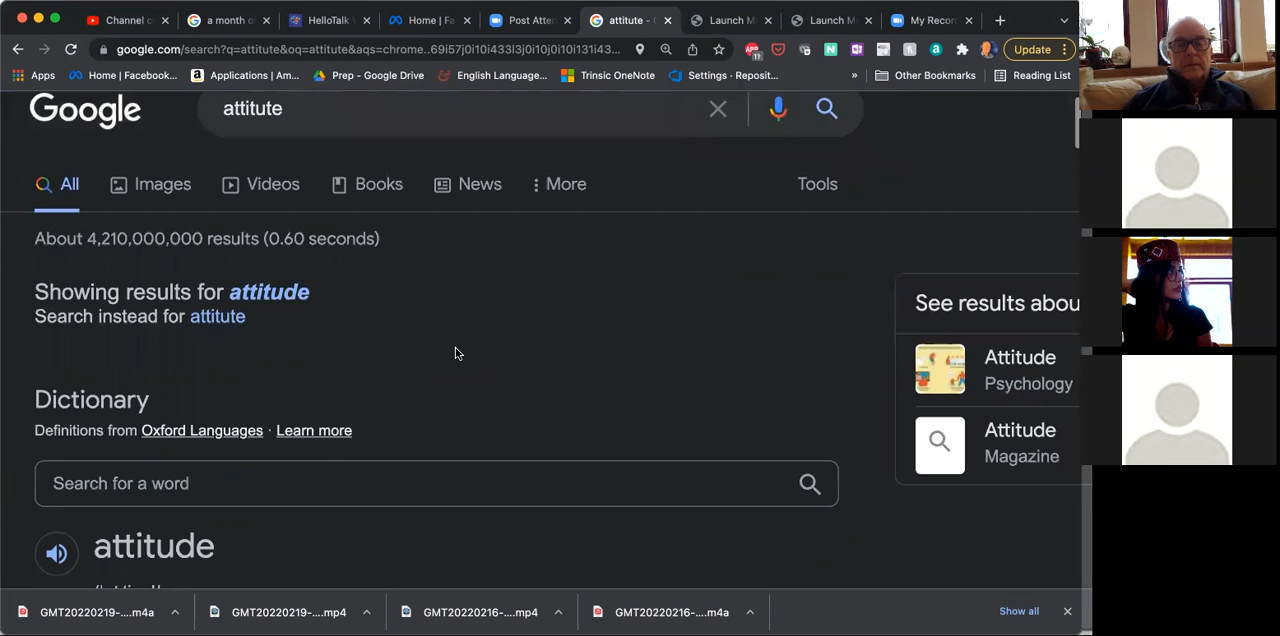 Channel c
a month o
HelloTalk
Home | Fa
Post Atten
attitute - G
Launch M
Launch M
My Record
google.com/search?q=attitute&oq=attitute&aqs=chrome..69i57j0i10i433l3j0i10j0i10i131i43...
Update
Apps
Home | Facebook...
Applications | Am...
Prep - Google Drive
English Language...
Trinsic OneNote
Settings · Reposit...
»
Other Bookmarks
Reading List
Google
attitute
All
Images
Videos
Books
News
More
Tools
About 4,210,000,000 results (0.60 seconds)
Showing results for attitude
Search instead for attitute
See results abou
Attitude
Psychology
Attitude
Magazine
Dictionary
Definitions from Oxford Languages · Learn more
Search for a word
attitude
GMT20220219-....m4a
GMT20220219-....mp4
GMT20220216-....mp4
GMT20220216-....m4a
Show all